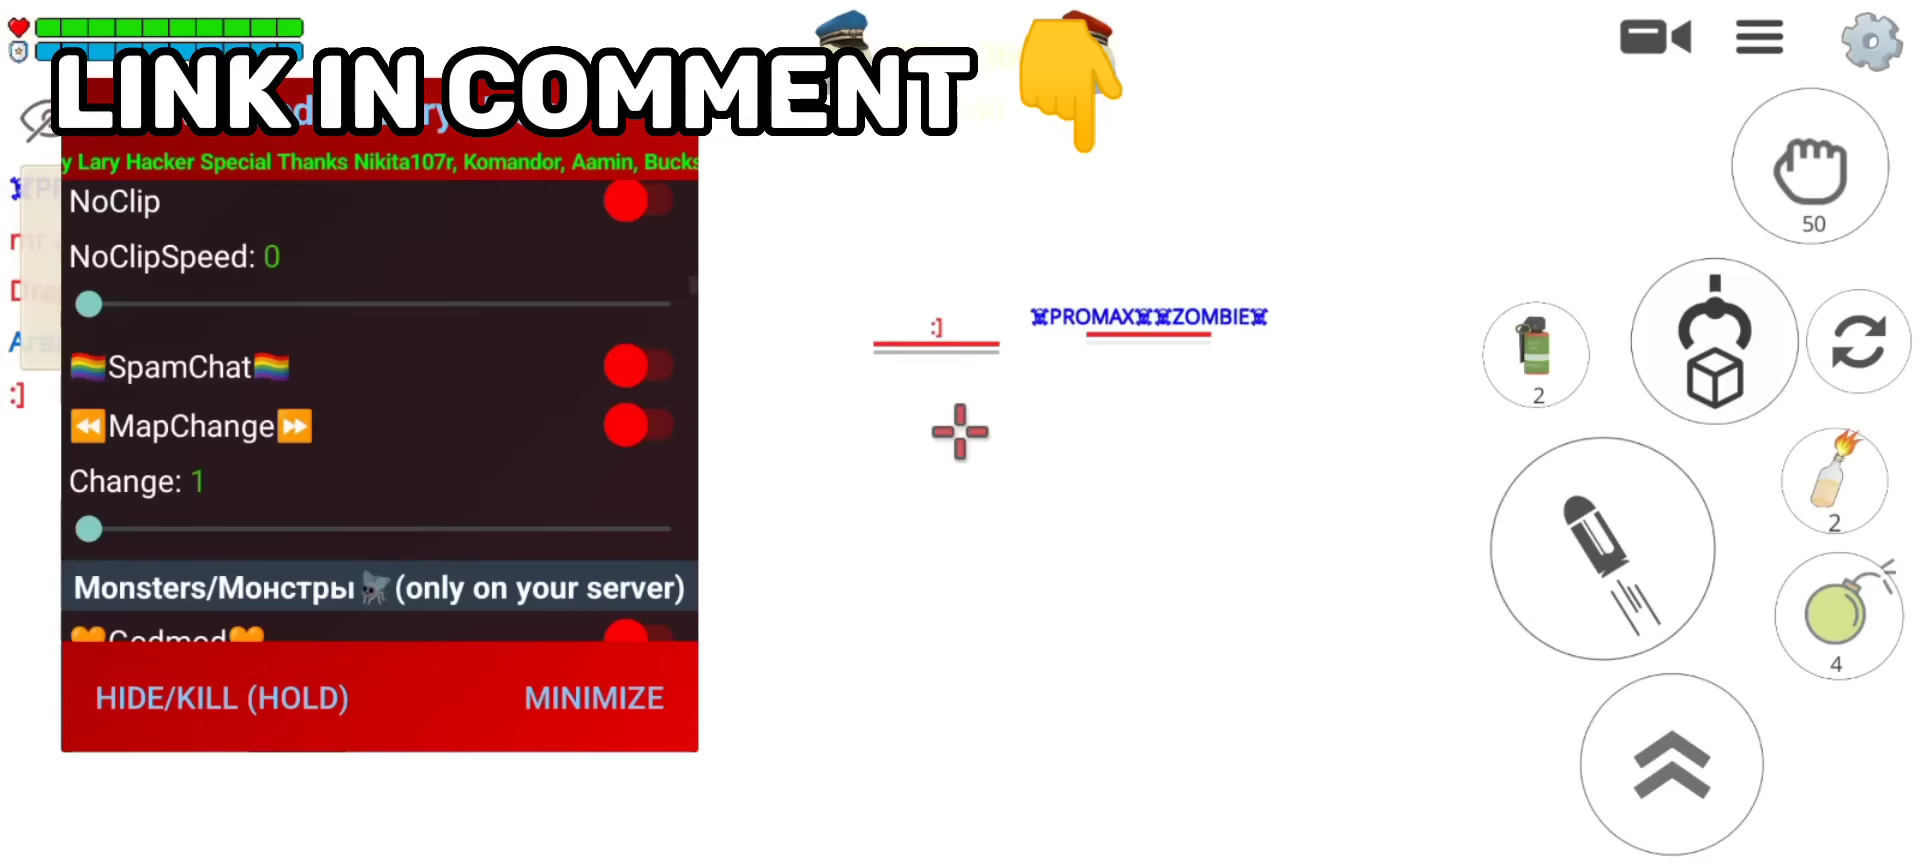 LINK IN COMMENT
y Lary Hacker Special Thanks Nikita107r, Komandor, Aamin, Bucks
NoClip
NoClipSpeed: 0
🏳️‍🌈SpamChat🏳️‍🌈
⏪MapChange⏩
Change: 1
Monsters/Монстры🪰(only on your server)
🧡Godmod🧡
HIDE/KILL (HOLD)
MINIMIZE
:]
:]
☠PROMAX☠☠ZOMBIE☠
50
2
2
4